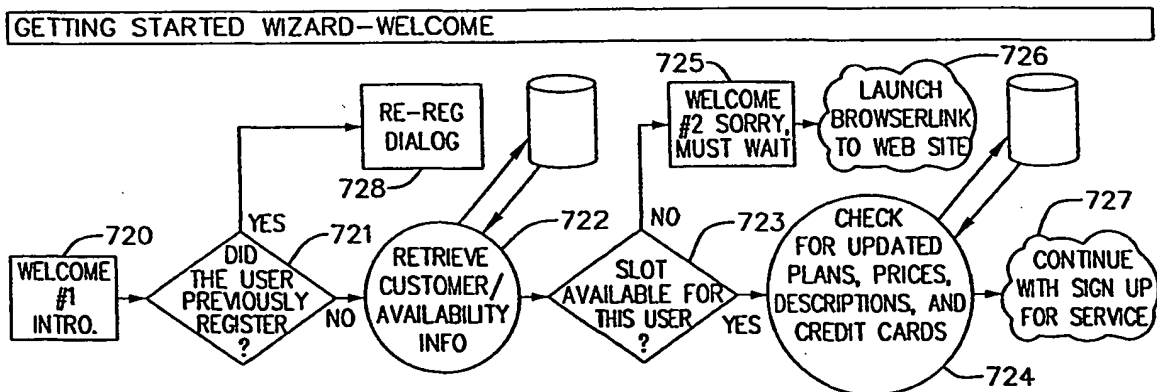 GETTING STARTED WIZARD-WELCOME
720
WELCOME
#1
INTRO.
721
DID
THE USER
PREVIOUSLY
REGISTER
?
YES
NO
RE-REG
DIALOG
728
722
RETRIEVE
CUSTOMER/
AVAILABILITY
INFO
723
SLOT
AVAILABLE FOR
THIS USER
?
NO
YES
725
WELCOME
#2 SORRY,
MUST WAIT
726
LAUNCH
BROWSERLINK
TO WEB SITE
CHECK
FOR UPDATED
PLANS, PRICES,
DESCRIPTIONS, AND
CREDIT CARDS
724
727
CONTINUE
WITH SIGN UP
FOR SERVICE